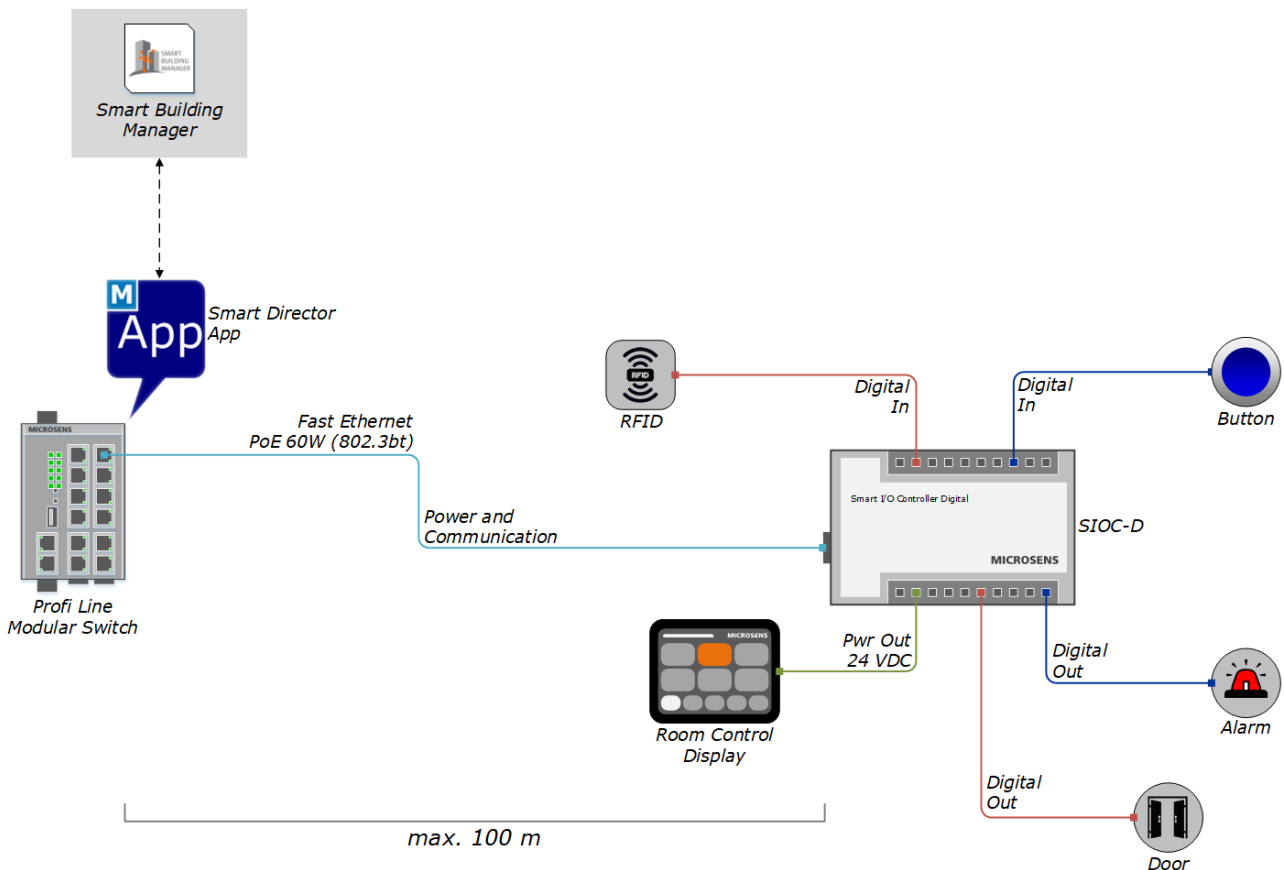 SMART
BUILDING
MANAGER
Smart Building
Manager
M
App
Smart Director
App
MICROSENS
Fast Ethernet
PoE 60W (802.3bt)
Power and
Communication
Profi Line
Modular Switch
RFID
RFID
Digital
In
Digital
In
Button
Smart I/O Controller Digital
MICROSENS
SIOC-D
MICROSENS
Room Control
Display
Pwr Out
24 VDC
Digital
Out
Alarm
Digital
Out
Door
max. 100 m